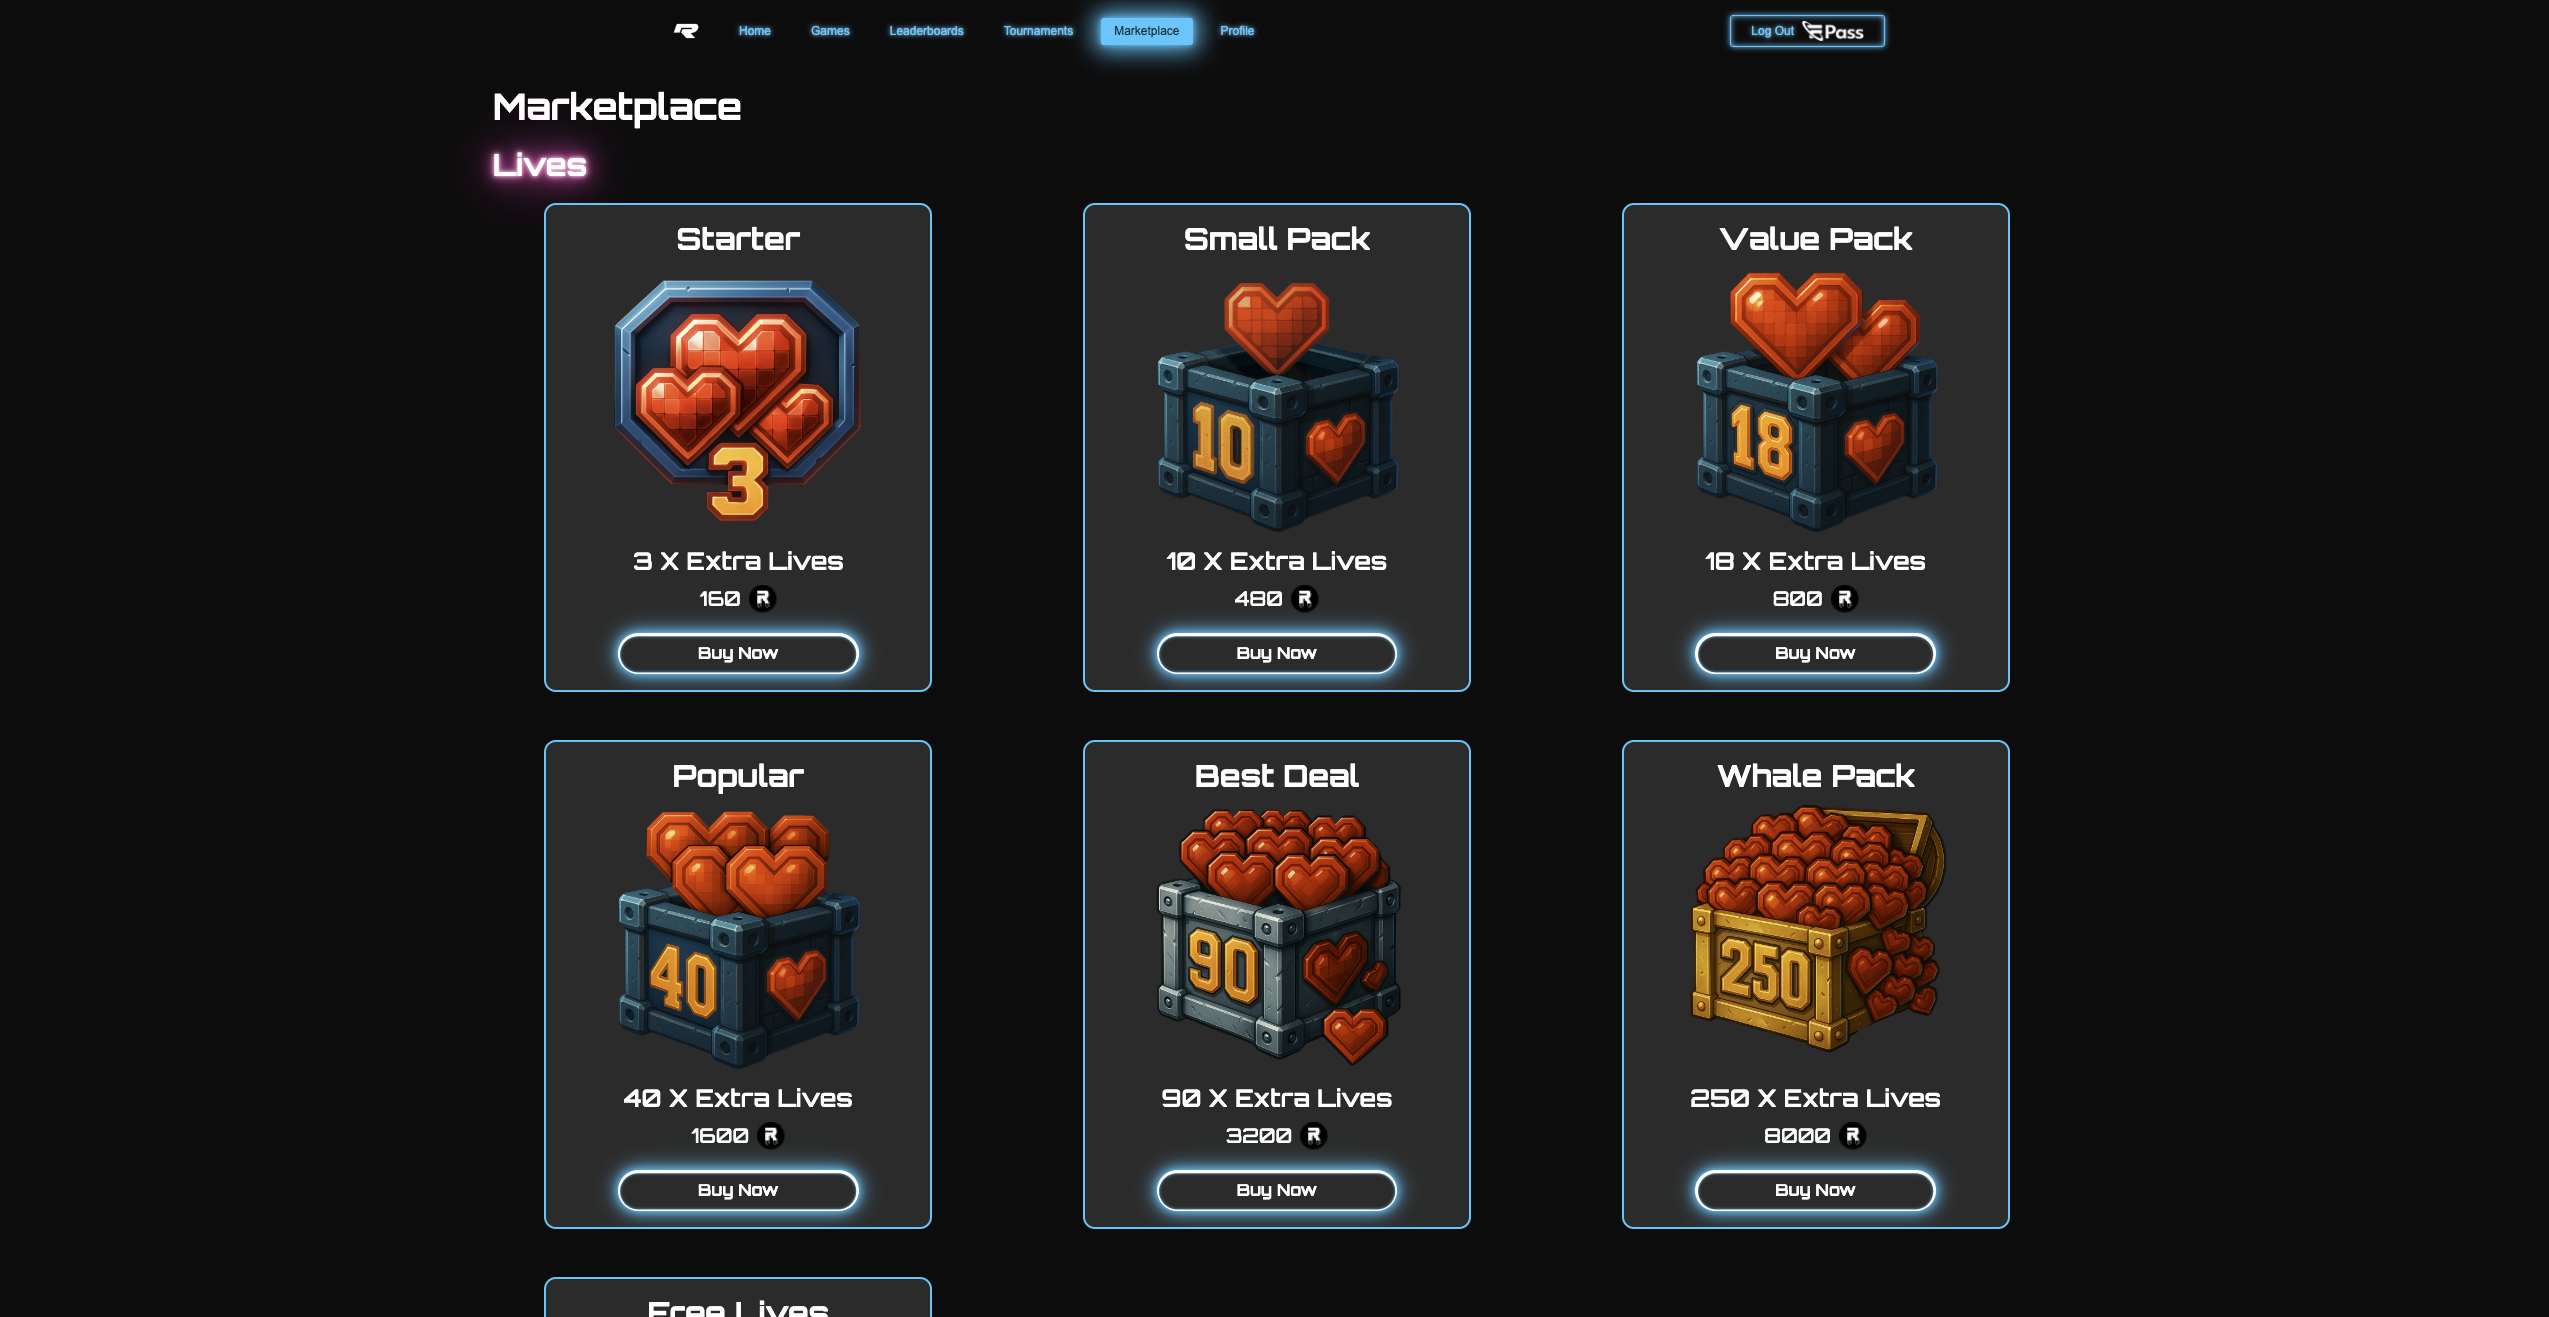 R
Home
Games
Leaderboards
Tournaments
Marketplace
Profile
Log Out EPass
Marketplace
Lives
Starter
3
3 X Extra Lives
160 R
Buy Now
Small Pack
10
10 X Extra Lives
480 R
Buy Now
Value Pack
18
18 X Extra Lives
800 R
Buy Now
Popular
40
40 X Extra Lives
1600 R
Buy Now
Best Deal
90
90 X Extra Lives
3200 R
Buy Now
Whale Pack
250
250 X Extra Lives
8000 R
Buy Now
Free Lives